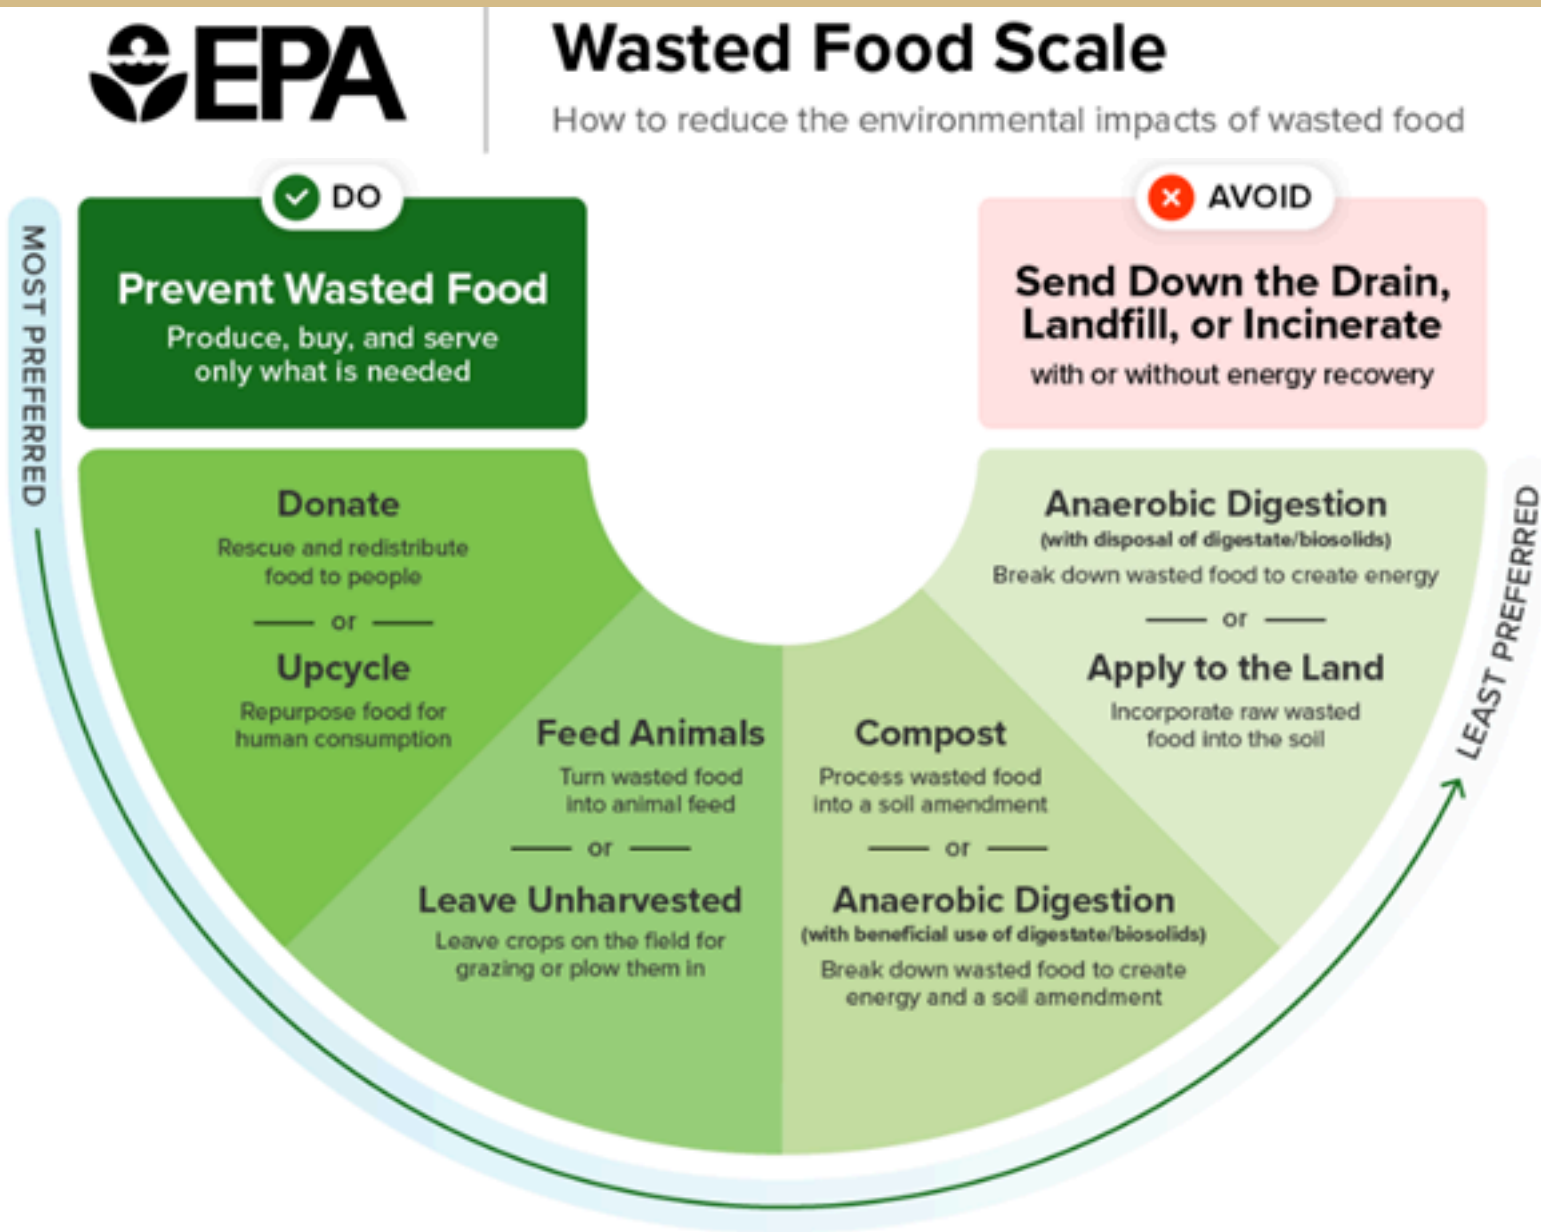 EPA
Wasted Food Scale
How to reduce the environmental impacts of wasted food
MOST PREFERRED
DO
Prevent Wasted Food
Produce, buy, and serve
only what is needed
Donate
Rescue and redistribute
food to people
or
Upcycle
Repurpose food for
human consumption
Feed Animals
Turn wasted food
into animal feed
or
Leave Unharvested
Leave crops on the field for
grazing or plow them in
Compost
Process wasted food
into a soil amendment
or
Anaerobic Digestion
(with beneficial use of digestate/biosolids)
Break down wasted food to create
energy and a soil amendment
AVOID
Send Down the Drain,
Landfill, or Incinerate
with or without energy recovery
Anaerobic Digestion
(with disposal of digestate/biosolids)
Break down wasted food to create energy
or
Apply to the Land
Incorporate raw wasted
food into the soil
LEAST PREFERRED